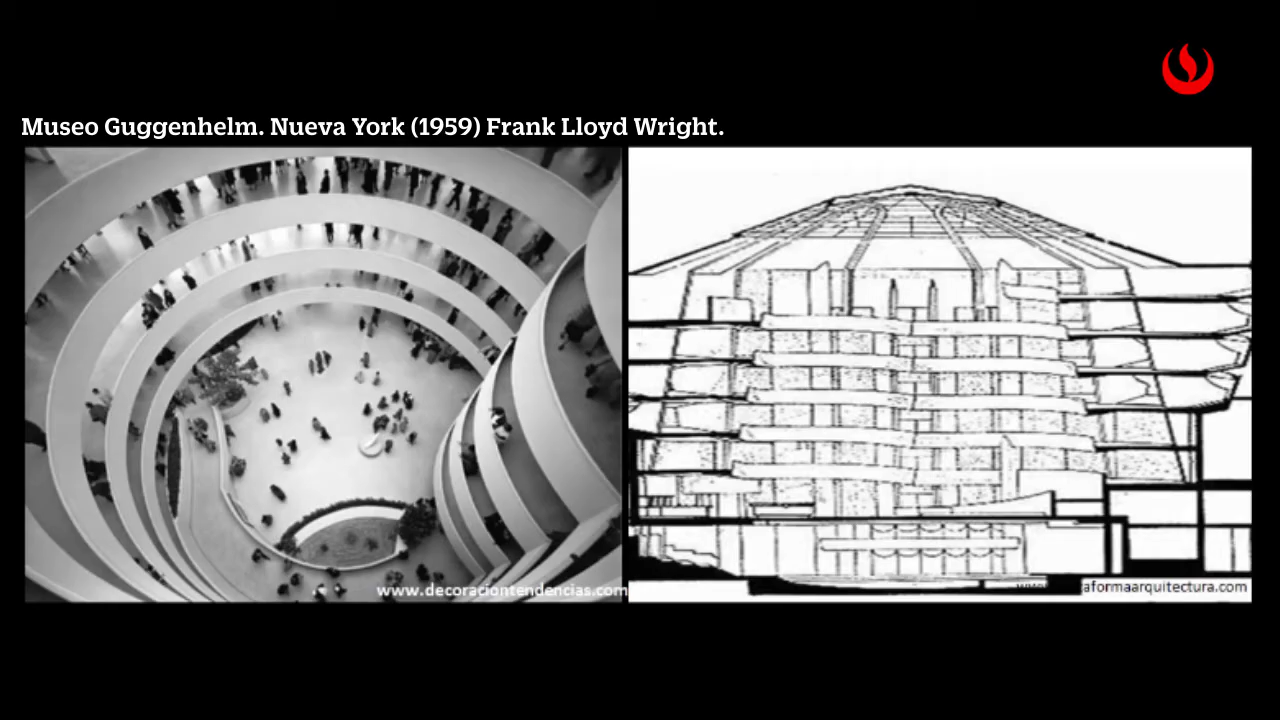 Museo Guggenhelm. Nueva York (1959) Frank Lloyd Wright.
www.decoraciontendencias.com
aformaarquitectura.com